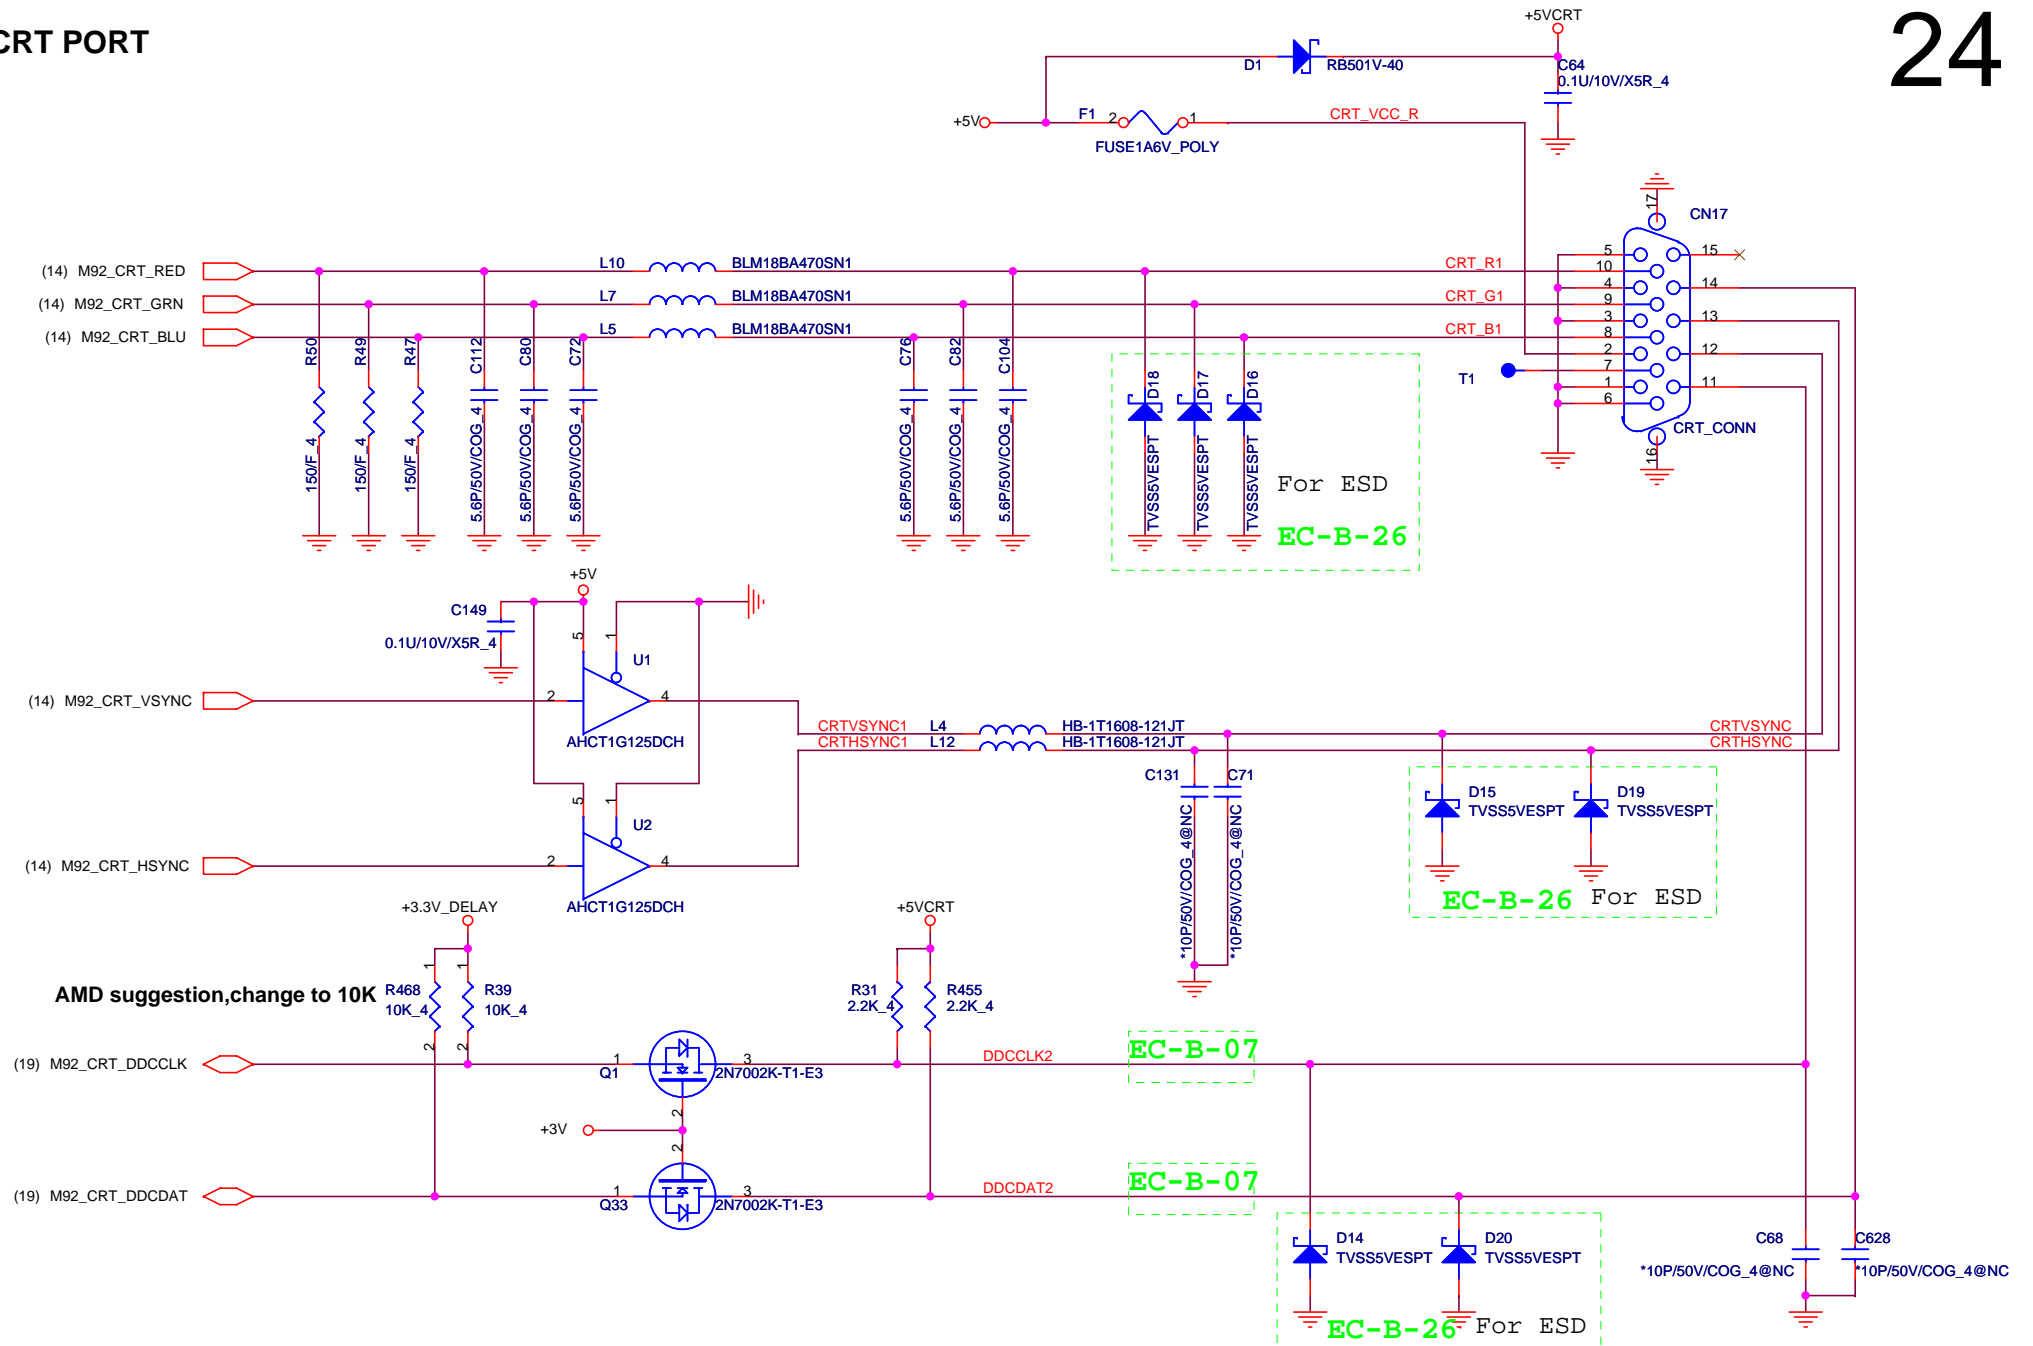 CRT PORT
24
+5VCRT
D1
RB501V-40
C64
0.1U/10V/X5R_4
+5V
F1
2
1
CRT_VCC_R
FUSE1A6V_POLY
17
CN17
(14) M92_CRT_RED
L10
BLM18BA470SN1
CRT_R1
(14) M92_CRT_GRN
L7
BLM18BA470SN1
CRT_G1
(14) M92_CRT_BLU
L5
BLM18BA470SN1
CRT_B1
5
10
4
9
3
8
2
7
1
6
15
14
13
12
11
T1
16
CRT_CONN
R50
150/F_4
R49
150/F_4
R47
150/F_4
C112
5.6P/50V/COG_4
C80
5.6P/50V/COG_4
C72
5.6P/50V/COG_4
C76
5.6P/50V/COG_4
C82
5.6P/50V/COG_4
C104
5.6P/50V/COG_4
D18
TVSS5VESPT
D17
TVSS5VESPT
D16
TVSS5VESPT
For ESD
EC-B-26
+5V
C149
0.1U/10V/X5R_4
5
1
U1
(14) M92_CRT_VSYNC
2
4
AHCT1G125DCH
CRTVSYNC1
L4
HB-1T1608-121JT
CRTVSYNC
CRTHSYNC1
L12
HB-1T1608-121JT
CRTHSYNC
5
1
U2
(14) M92_CRT_HSYNC
2
4
AHCT1G125DCH
C131
*10P/50V/COG_4@NC
C71
*10P/50V/COG_4@NC
D15
TVSS5VESPT
D19
TVSS5VESPT
EC-B-26 For ESD
+3.3V_DELAY
+5VCRT
AMD suggestion,change to 10K
1
R468
10K_4
2
1
R39
10K_4
2
R31
2.2K_4
R455
2.2K_4
(19) M92_CRT_DDCCLK
1
Q1
3
2N7002K-T1-E3
2
DDCCLK2
EC-B-07
+3V
2
(19) M92_CRT_DDCDAT
1
Q33
3
2N7002K-T1-E3
DDCDAT2
EC-B-07
D14
TVSS5VESPT
D20
TVSS5VESPT
EC-B-26 For ESD
C68
*10P/50V/COG_4@NC
C628
*10P/50V/COG_4@NC